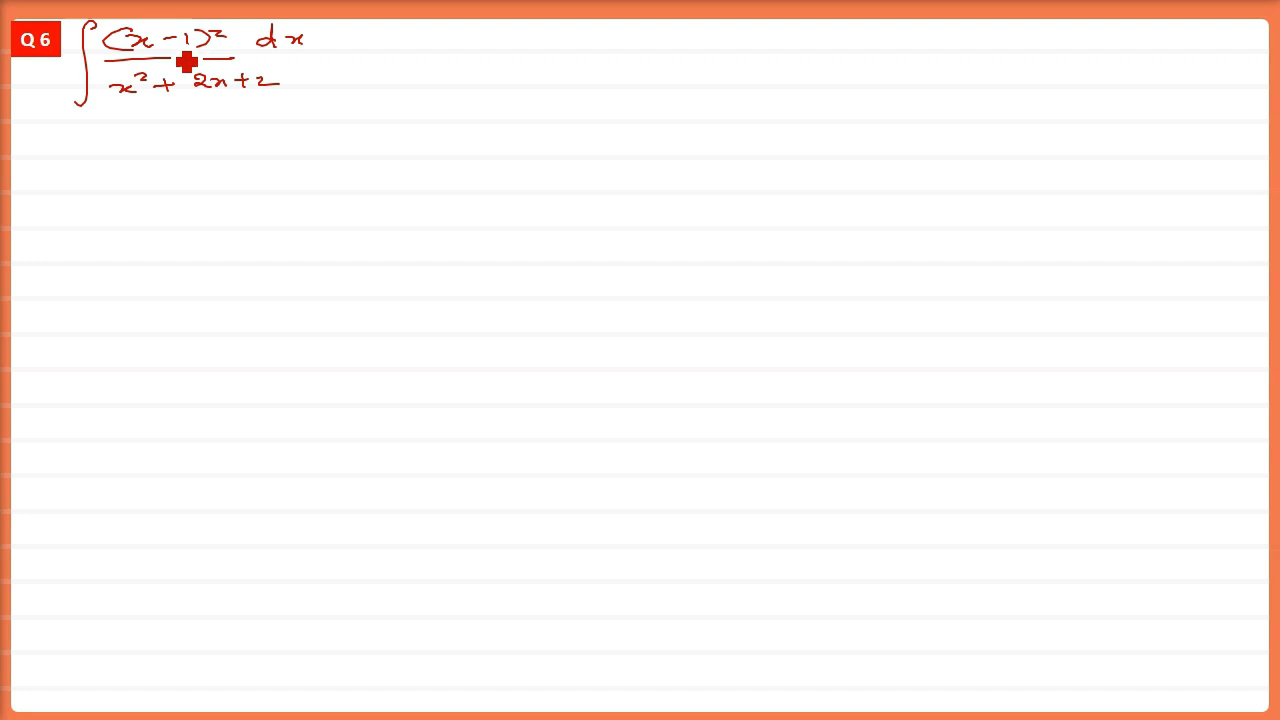 Q 6
∫ (x - 1)² dx
x² + 2x + 2